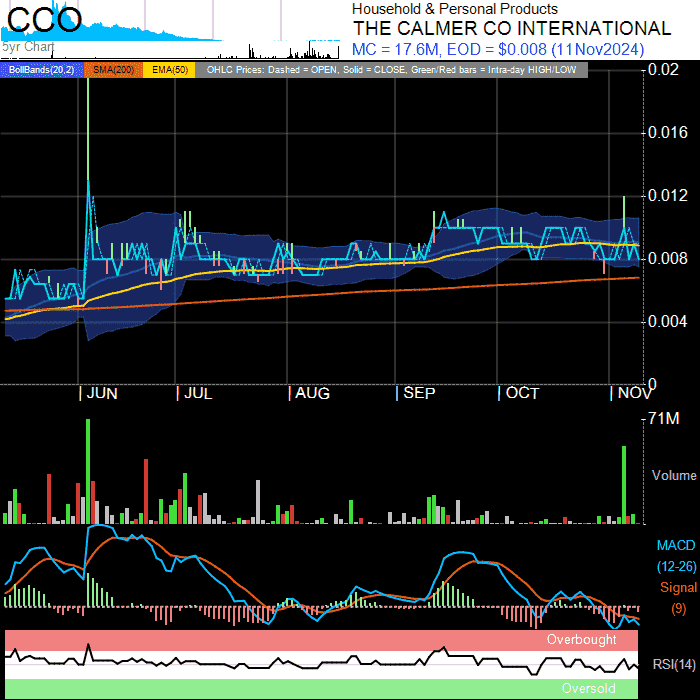 CCO
5yr Chart
Household & Personal Products
THE CALMER CO INTERNATIONAL
MC = 17.6M, EOD = $0.008 (11Nov2024)
BollBands(20,2) SMA(200) EMA(50) OHLC Prices: Dashed = OPEN, Solid = CLOSE, Green/Red bars = Intra-day HIGH/LOW
0.02
0.016
0.012
0.008
0.004
0
JUN JUL AUG SEP OCT NOV
71M
Volume
MACD
(12-26)
Signal
(9)
Overbought
RSI(14)
Oversold